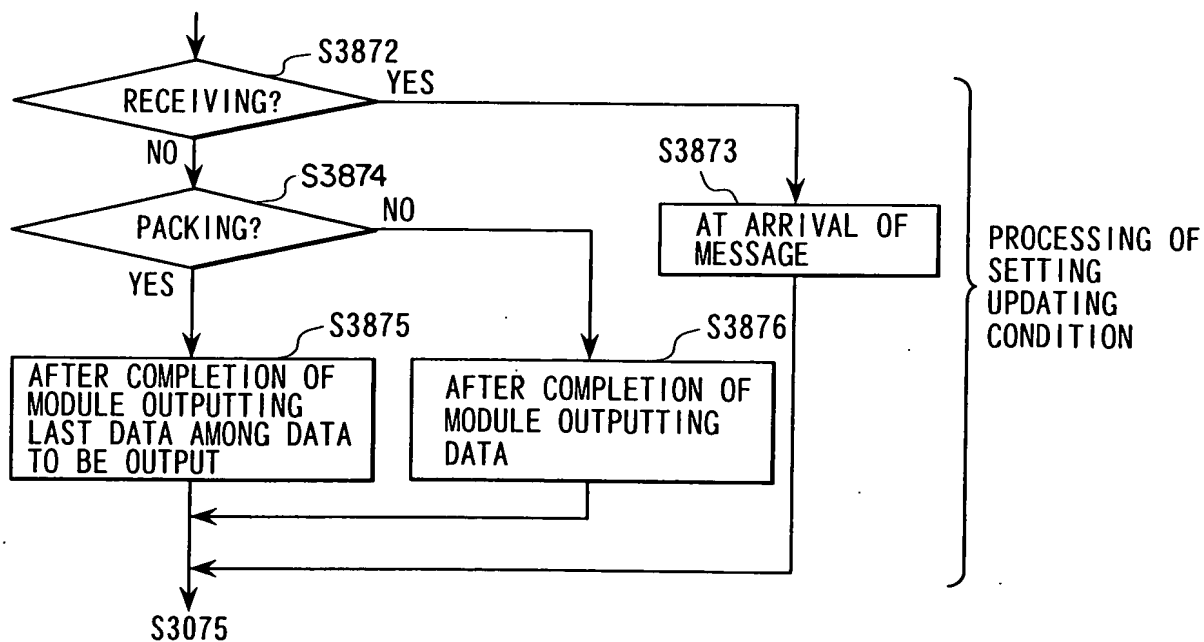 S3872
RECEIVING?
YES
NO
S3873
S3874
PACKING?
NO
YES
AT ARRIVAL OF
MESSAGE
PROCESSING OF
SETTING
UPDATING
CONDITION
S3875
AFTER COMPLETION OF
MODULE OUTPUTTING
LAST DATA AMONG DATA
TO BE OUTPUT
S3876
AFTER COMPLETION OF
MODULE OUTPUTTING
DATA
S3075